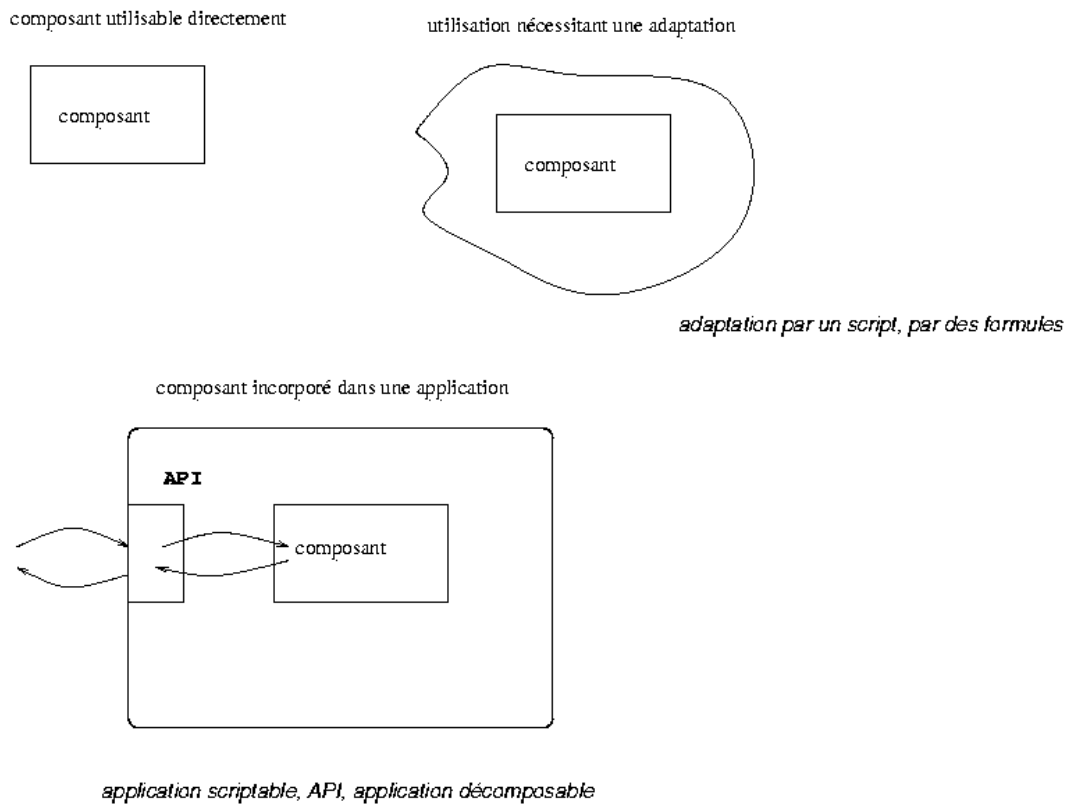 composant utilisable directement
utilisation nécessitant une adaptation
composant
composant
adaptation par un script, par des formules
composant incorporé dans une application
API
composant
application scriptable, API, application décomposable